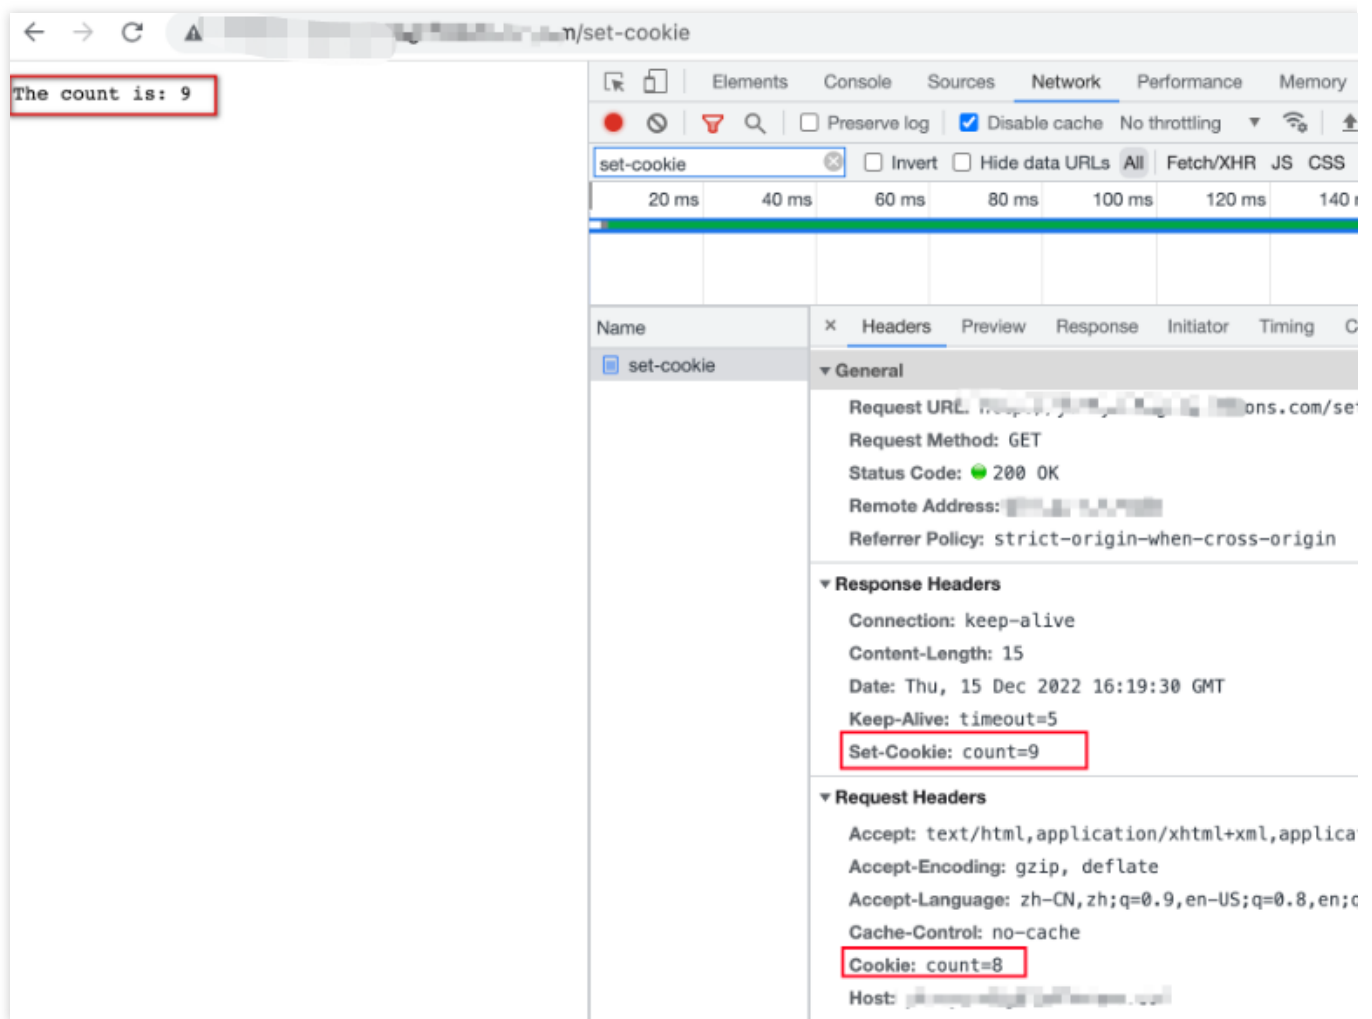 /set-cookie
The count is: 9
Elements Console Sources Network Performance Memory
Preserve log Disable cache No throttling
set-cookie Invert Hide data URLs All Fetch/XHR JS CSS
20 ms 40 ms 60 ms 80 ms 100 ms 120 ms 140
Name
set-cookie
× Headers Preview Response Initiator Timing
General
Request URL: ons.com/set
Request Method: GET
Status Code: 200 OK
Remote Address:
Referrer Policy: strict-origin-when-cross-origin
Response Headers
Connection: keep-alive
Content-Length: 15
Date: Thu, 15 Dec 2022 16:19:30 GMT
Keep-Alive: timeout=5
Set-Cookie: count=9
Request Headers
Accept: text/html,application/xhtml+xml,applica
Accept-Encoding: gzip, deflate
Accept-Language: zh-CN,zh;q=0.9,en-US;q=0.8,en;q
Cache-Control: no-cache
Cookie: count=8
Host: